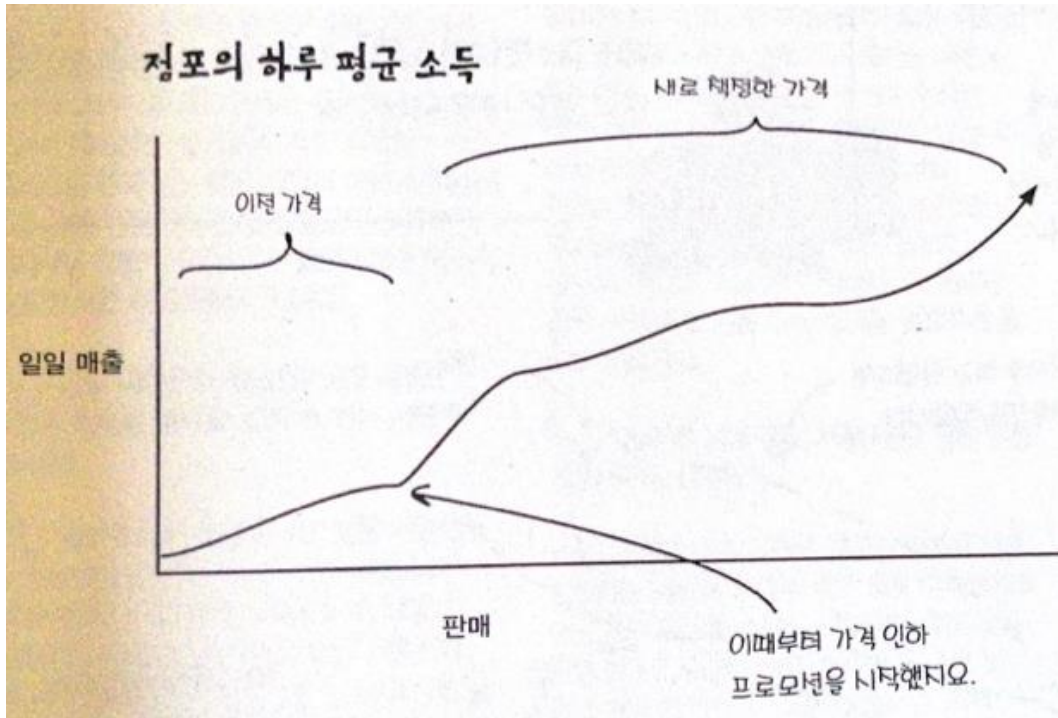 점포의 하루 평균 소득
새로 책정한 가격
이전 가격
일일 매출
판매
이때부터 가격 인하
프로모션을 시작했지요.